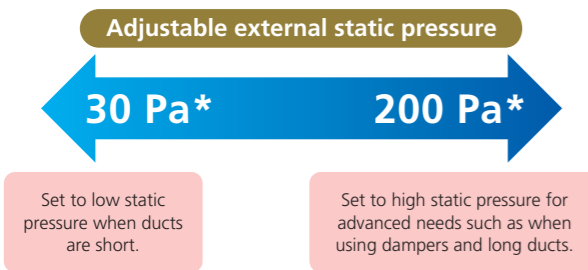 Adjustable external static pressure
30 Pa*
200 Pa*
Set to low static
pressure when ducts
are short.
Set to high static pressure for
advanced needs such as when
using dampers and long ducts.